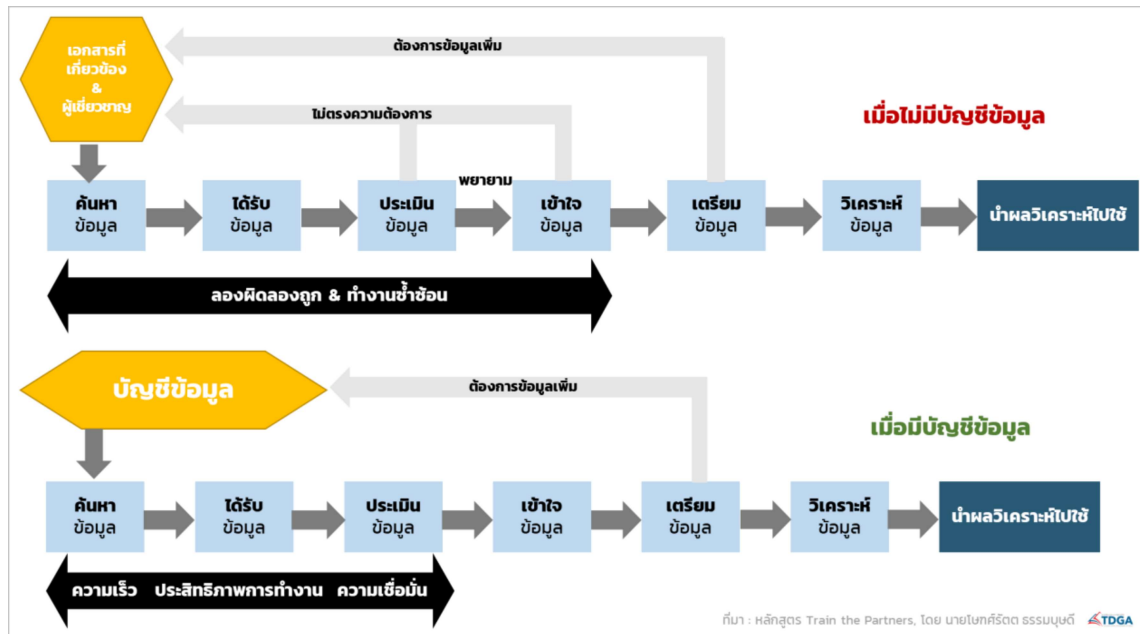 เอกสารที่
เกี่ยวข้อง
&
ผู้เชี่ยวชาญ
ต้องการข้อมูลเพิ่ม
ไม่ตรงความต้องการ
เมื่อไม่มีบัญชีข้อมูล
พยายาม
ค้นหา
ข้อมูล
ได้รับ
ข้อมูล
ประเมิน
ข้อมูล
เข้าใจ
ข้อมูล
เตรียม
ข้อมูล
วิเคราะห์
ข้อมูล
นำผลวิเคราะห์ไปใช้
ลองผิดลองถูก & ทำงานซ้ำซ้อน
บัญชีข้อมูล
ต้องการข้อมูลเพิ่ม
เมื่อมีบัญชีข้อมูล
ค้นหา
ข้อมูล
ได้รับ
ข้อมูล
ประเมิน
ข้อมูล
เข้าใจ
ข้อมูล
เตรียม
ข้อมูล
วิเคราะห์
ข้อมูล
นำผลวิเคราะห์ไปใช้
ความเร็ว ประสิทธิภาพการทำงาน ความเชื่อมั่น
ที่มา : หลักสูตร Train the Partners, โดย นาย ธรรมบุษดี
TDGA